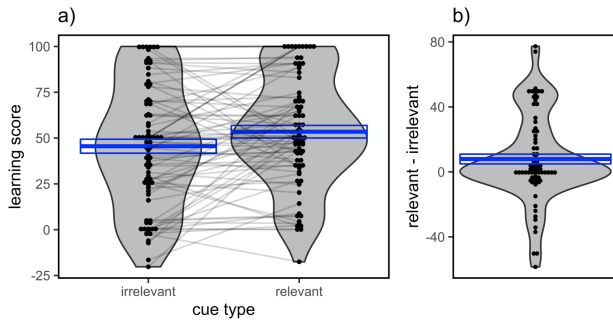 a)
learning score
100
75
50
25
0
-25
irrelevant
relevant
cue type
b)
relevant - irrelevant
80
40
0
-40